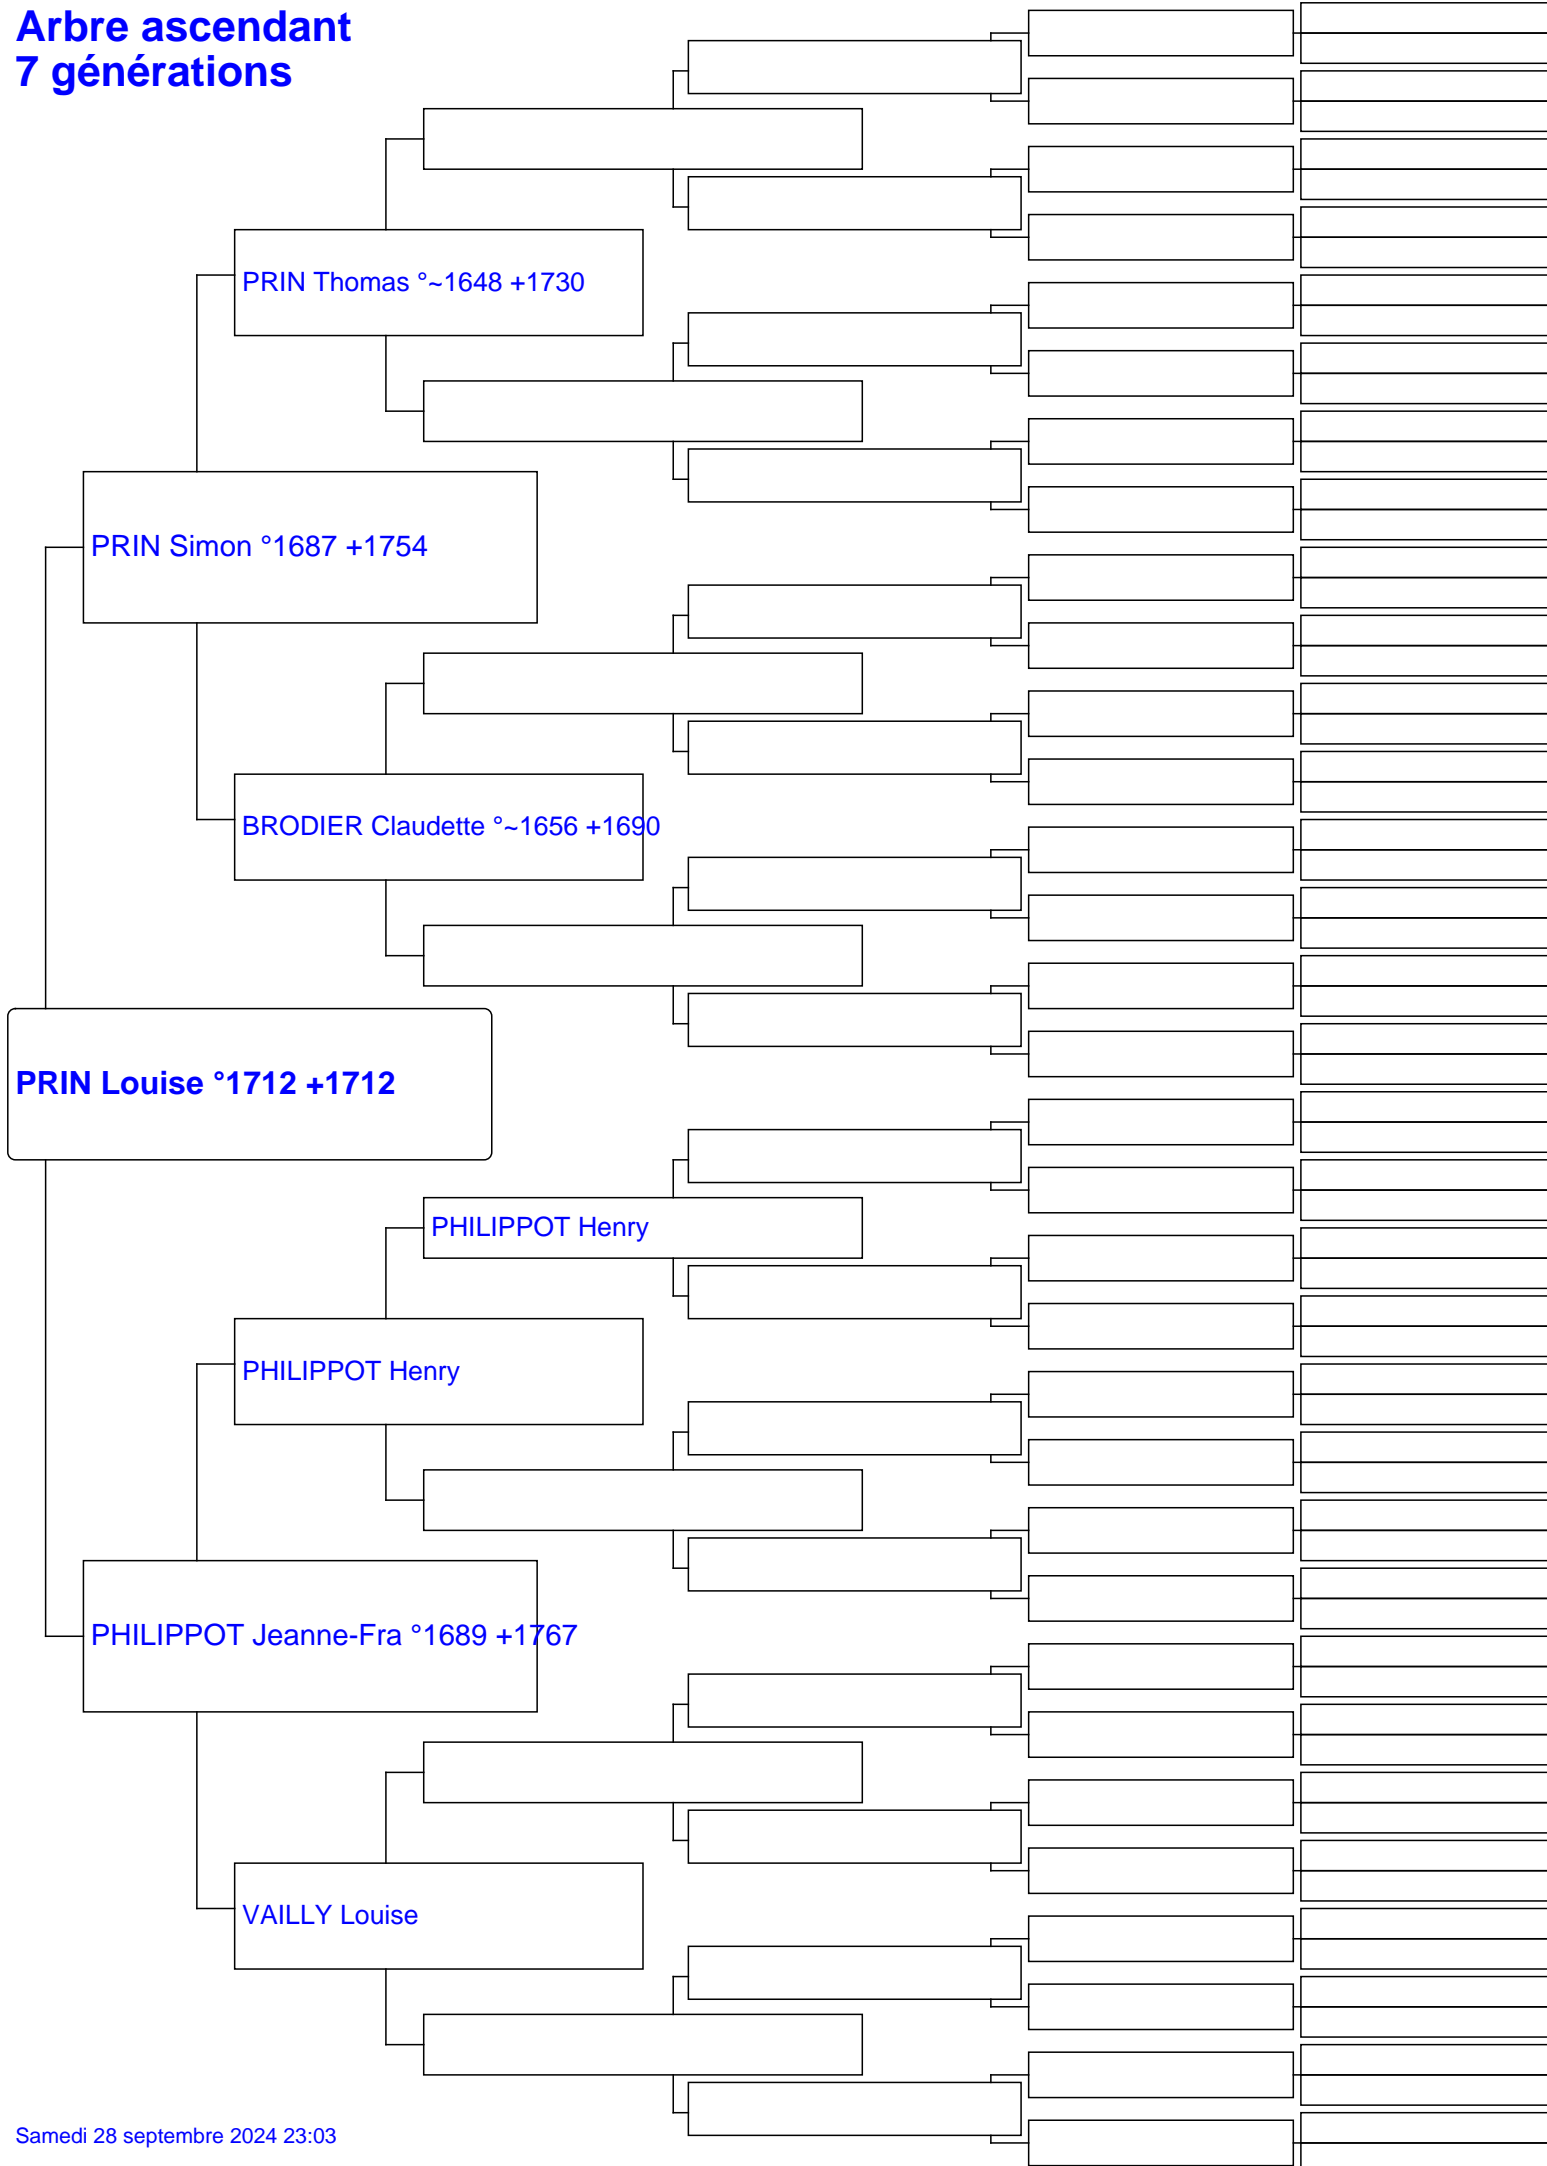 Arbre ascendant
7 générations
PRIN Thomas °~1648 +1730
PRIN Simon °1687 +1754
BRODIER Claudette °~1656 +1690
PRIN Louise °1712 +1712
PHILIPPOT Henry
PHILIPPOT Henry
PHILIPPOT Jeanne-Fra °1689 +1767
VAILLY Louise
Samedi 28 septembre 2024 23:03